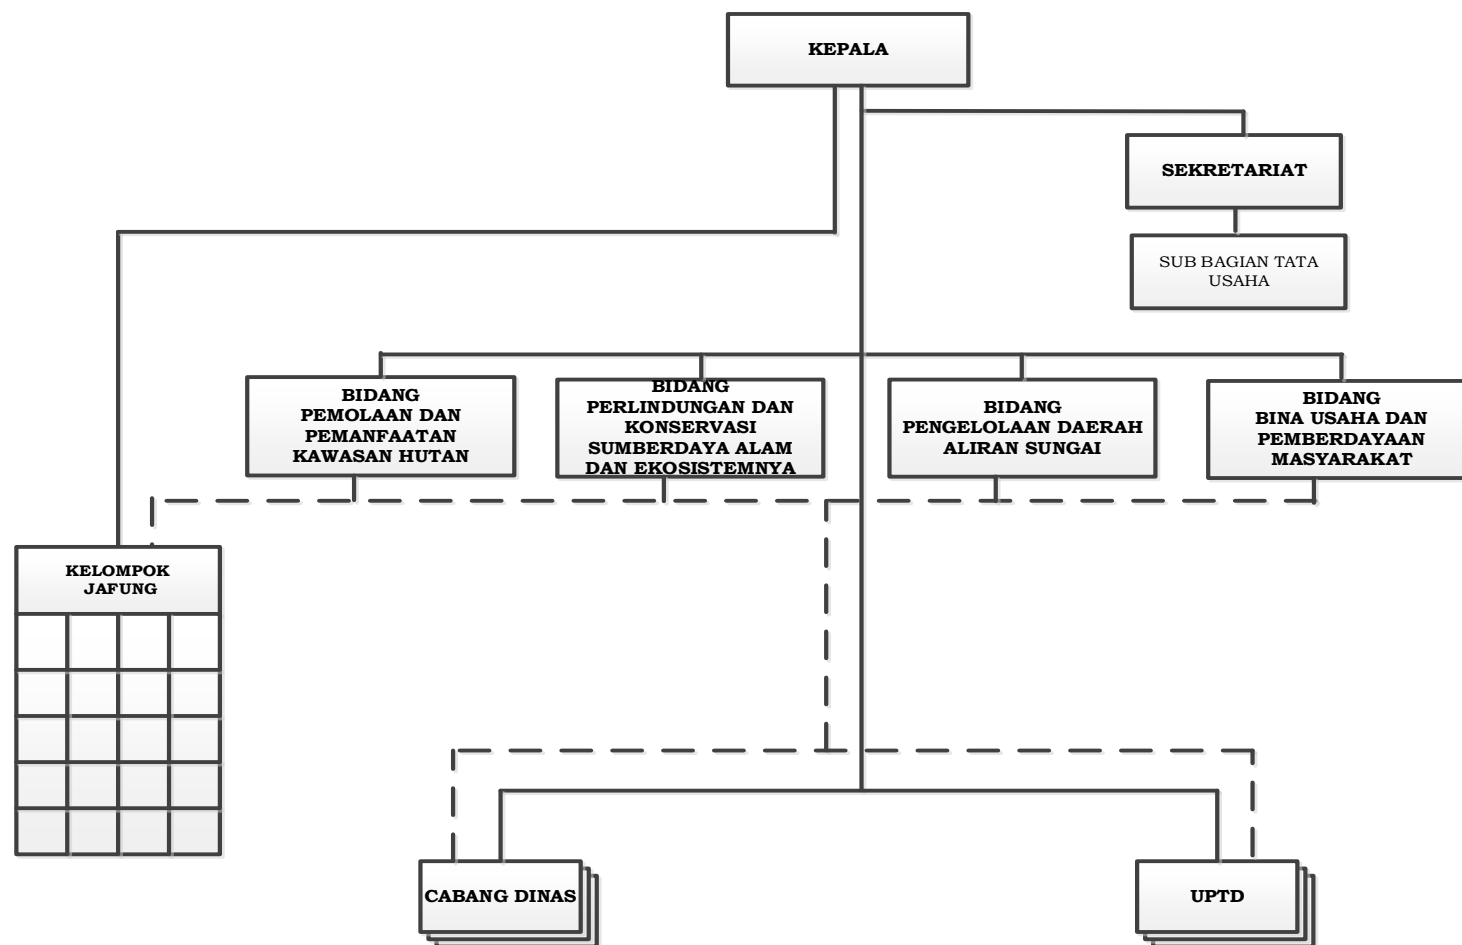 KEPALA
SEKRETARIAT
SUB BAGIAN TATA
USAHA
BIDANG
PEMOLAAN DAN
PEMANFAATAN
KAWASAN HUTAN
BIDANG
PERLINDUNGAN DAN
KONSERVASI
SUMBERDAYA ALAM
DAN EKOSISTEMNYA
BIDANG
PENGELOLAAN DAERAH
ALIRAN SUNGAI
BIDANG
BINA USAHA DAN
PEMBERDAYAAN
MASYARAKAT
KELOMPOK
JAFUNG
CABANG DINAS
UPTD